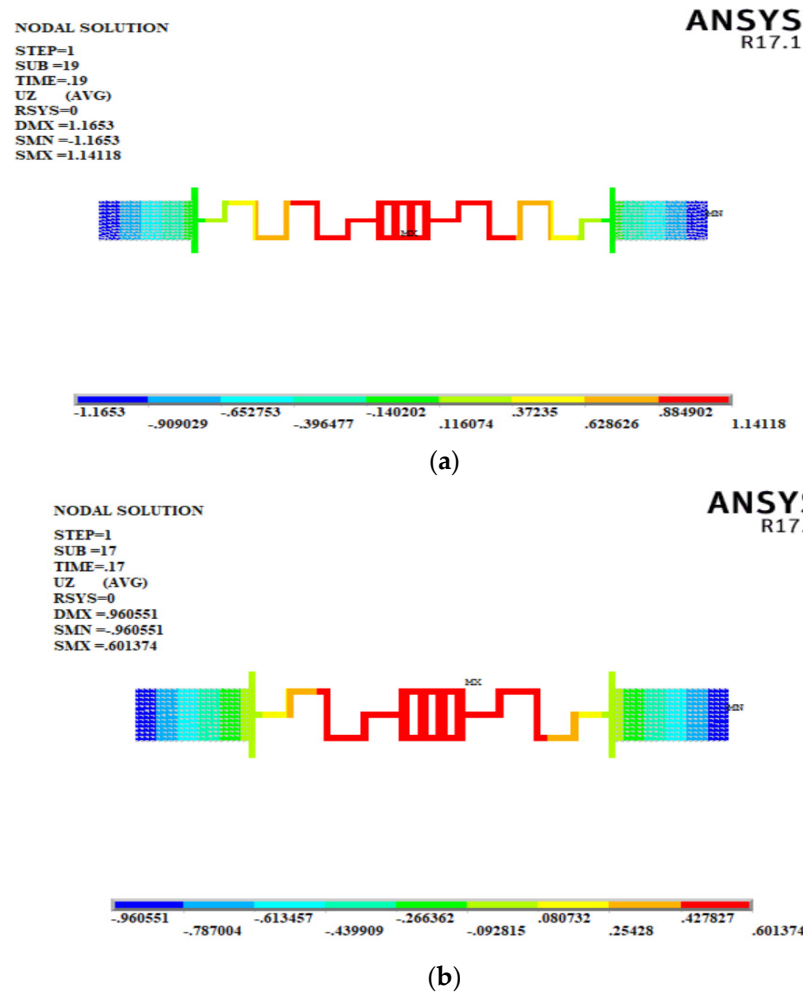 ANSYS
R17.1
NODAL SOLUTION
STEP=1
SUB =19
TIME=.19
UZ (AVG)
RSYS=0
DMX =1.1653
SMN =-1.1653
SMX =1.14118
MN
MX
-1.1653 -.909029 -.652753 -.396477 -.140202 .116074 .37235 .628626 .884902 1.14118
(a)
ANSYS
R17.
NODAL SOLUTION
STEP=1
SUB =17
TIME=.17
UZ (AVG)
RSYS=0
DMX =.960551
SMN =-.960551
SMX =.601374
MX
MN
-.960551 -.787004 -.613457 -.439909 -.266362 -.092815 .080732 .25428 .427827 .601374
(b)